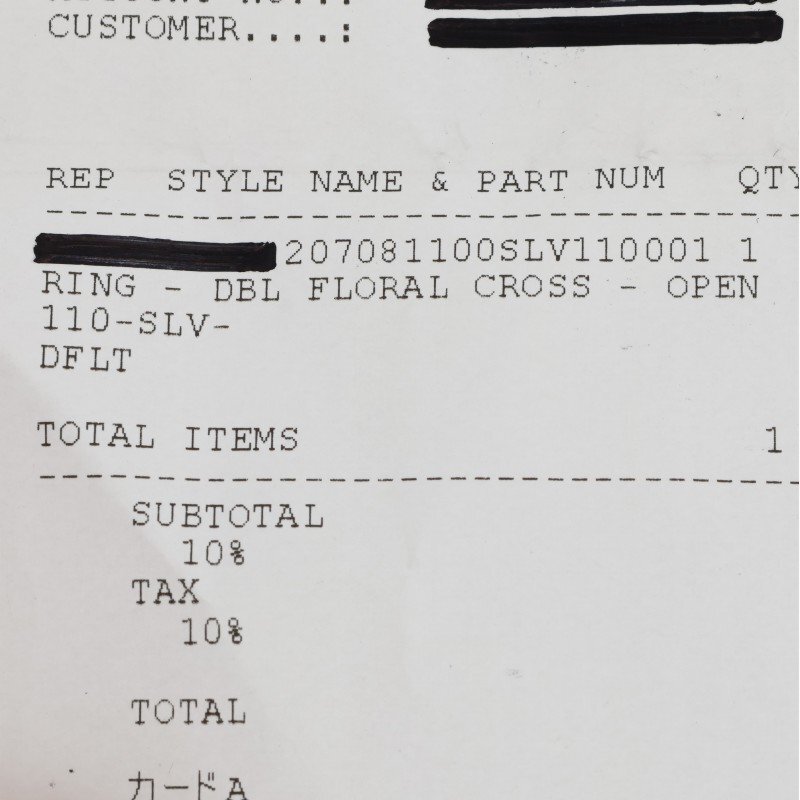 CUSTOMER....:
REP STYLE NAME & PART NUM QTY
207081100SLV110001 1
RING - DBL FLORAL CROSS - OPEN
110-SLV-
DFLT
TOTAL ITEMS 1
SUBTOTAL
10%
TAX
10%
TOTAL
カードA